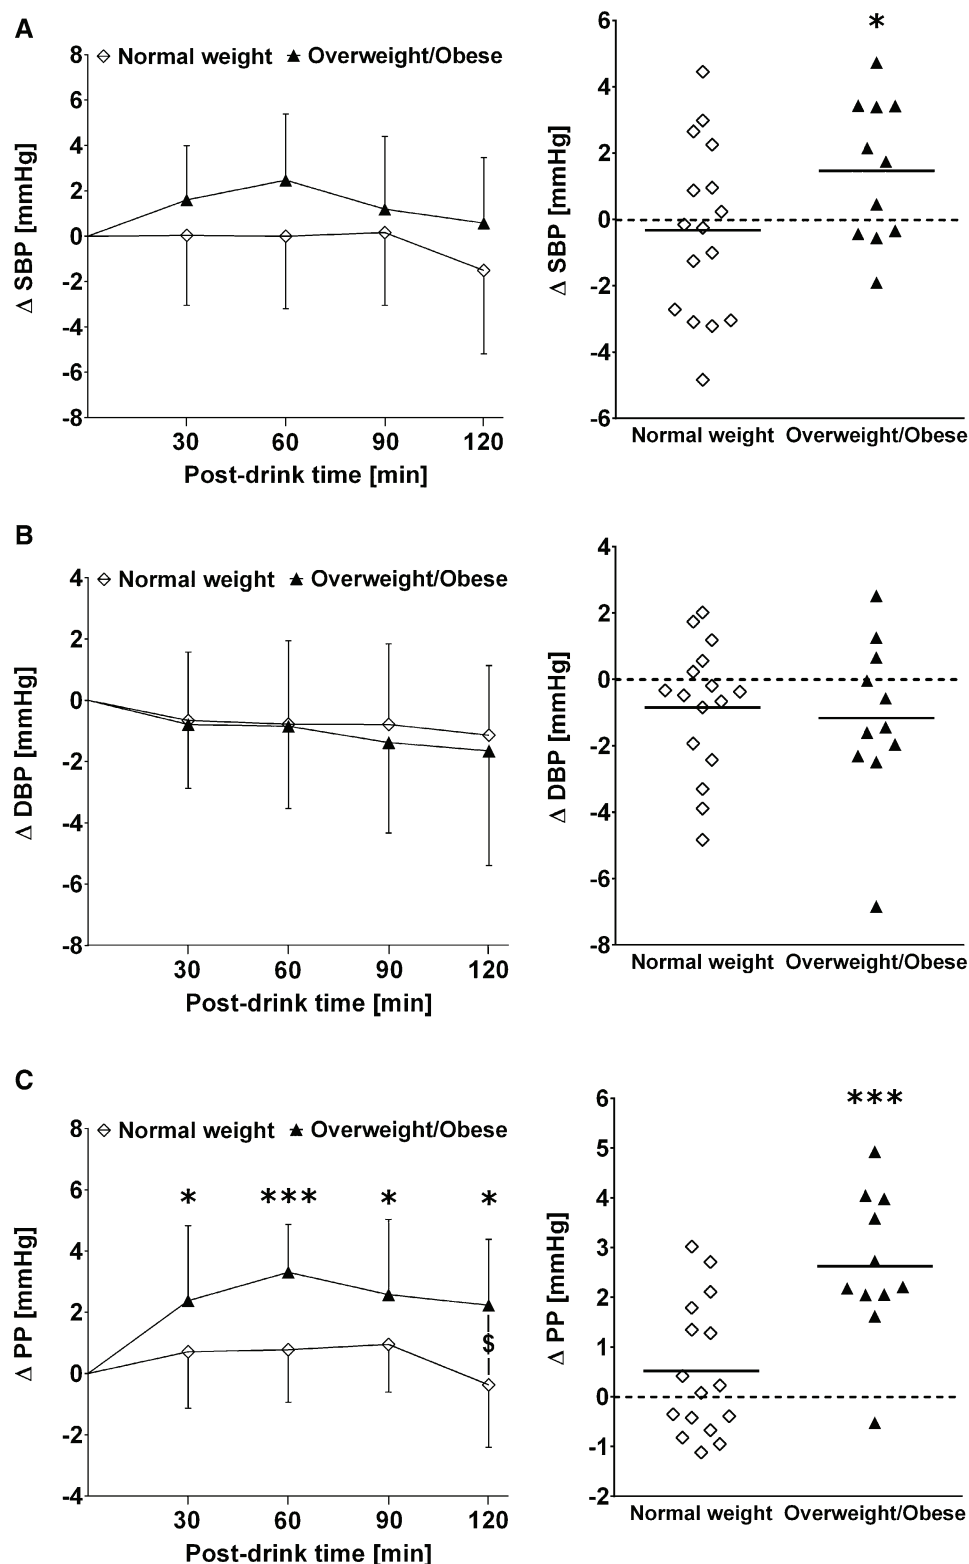 A
Normal weight Overweight/Obese
8
6
4
2
0
-2
-4
-6
-8
Δ SBP [mmHg]
30 60 90 120
Post-drink time [min]
*
6
4
2
0
-2
-4
-6
Δ SBP [mmHg]
Normal weight Overweight/Obese
B
Normal weight Overweight/Obese
4
2
0
-2
-4
-6
-8
Δ DBP [mmHg]
30 60 90 120
Post-drink time [min]
4
2
0
-2
-4
-6
-8
Δ DBP [mmHg]
Normal weight Overweight/Obese
C
Normal weight Overweight/Obese
8
6
4
2
0
-2
-4
Δ PP [mmHg]
* *** * *
$
30 60 90 120
Post-drink time [min]
***
6
5
4
3
2
1
0
-1
-2
Δ PP [mmHg]
Normal weight Overweight/Obese